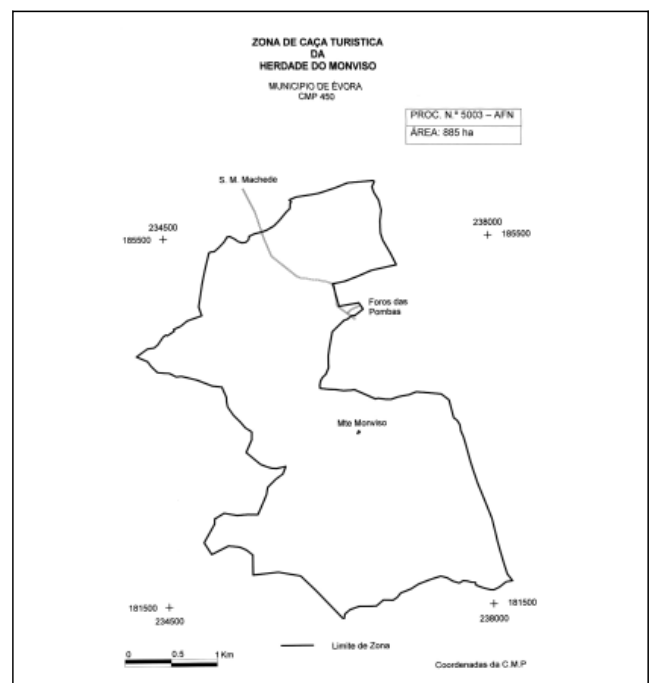 ZONA DE CAÇA TURISTICA
DA
HERDADE DO MONVISO
MUNICIPIO DE ÉVORA
CMP 450
PROC. N.º 5003 – AFN
ÁREA: 885 ha
S. M. Machede
234500
185500
238000
185500
Foros das
Pombas
Mte Monviso
181500
234500
181500
238000
0 0.5 1 Km
Limite de Zona
Coordenadas da C.M.P